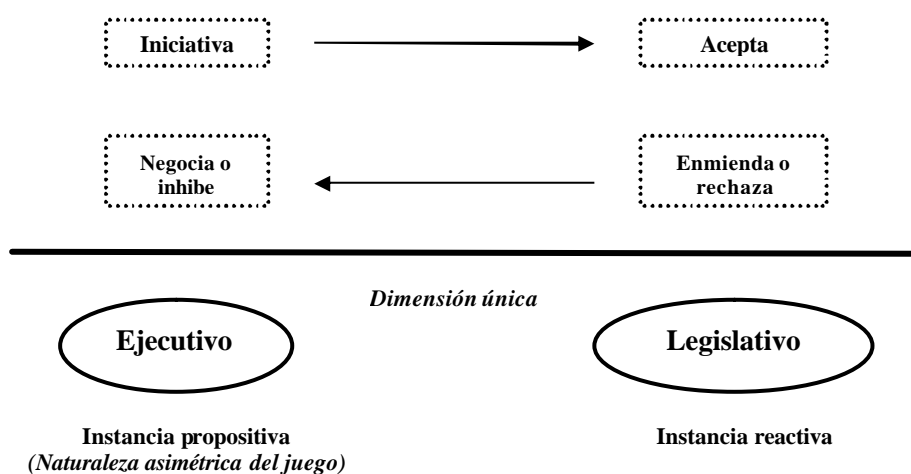 Iniciativa
Acepta
Negocia o
inhibe
Enmienda o
rechaza
Dimensión única
Ejecutivo
Legislativo
Instancia propositiva
(Naturaleza asimétrica del juego)
Instancia reactiva